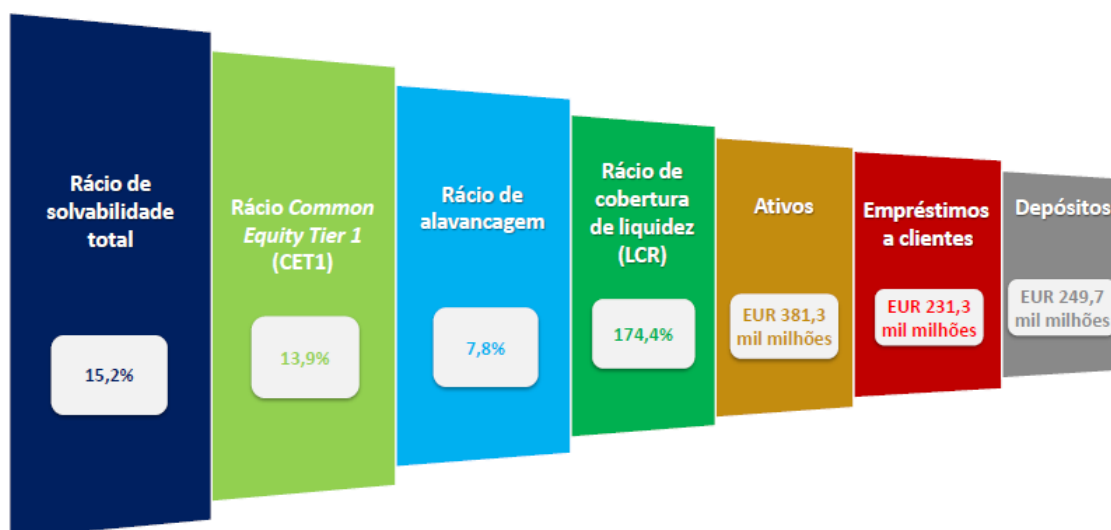 Rácio de
solvabilidade
total
15,2%
Rácio Common
Equity Tier 1
(CET1)
13,9%
Rácio de
alavancagem
7,8%
Rácio de
cobertura
de liquidez
(LCR)
174,4%
Ativos
EUR 381,3
mil milhões
Empréstimos
a clientes
EUR 231,3
mil milhões
Depósitos
EUR 249,7
mil milhões